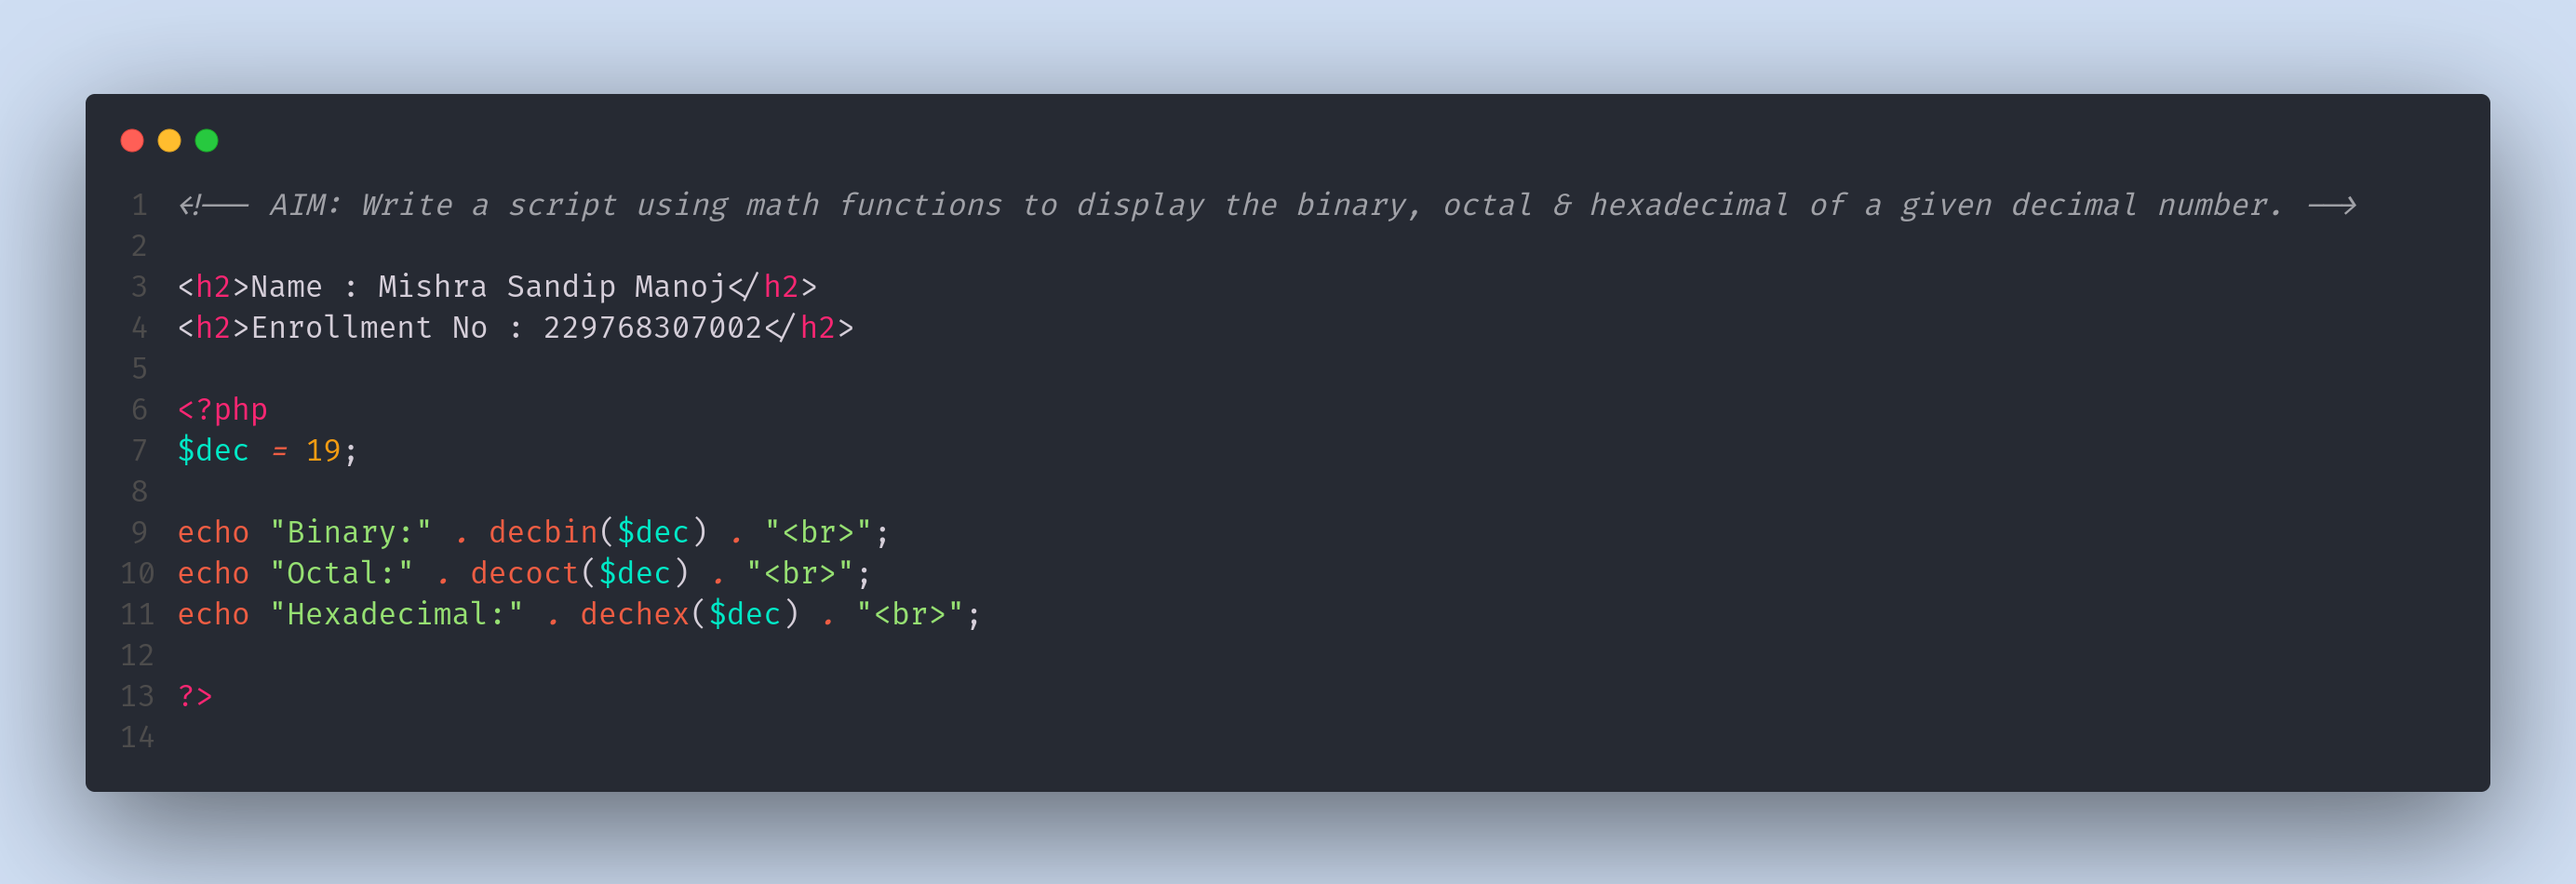 1 <!-- AIM: Write a script using math functions to display the binary, octal & hexadecimal of a given decimal number. -->
2
3 <h2>Name : Mishra Sandip Manoj</h2>
4 <h2>Enrollment No : 229768307002</h2>
5
6 <?php
7 $dec = 19;
8
9 echo "Binary:" . decbin($dec) . "<br>";
10 echo "Octal:" . decoct($dec) . "<br>";
11 echo "Hexadecimal:" . dechex($dec) . "<br>";
12
13 ?>
14